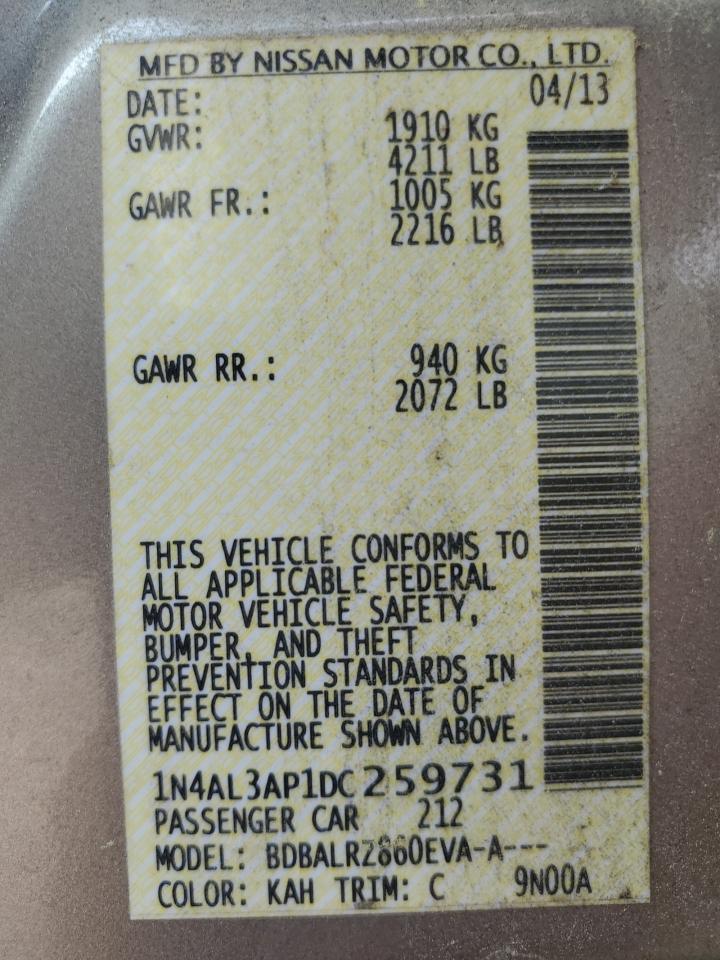 MFD BY NISSAN MOTOR CO., LTD.
DATE: 04/13
GVWR: 1910 KG
4211 LB
GAWR FR.: 1005 KG
2216 LB
GAWR RR.: 940 KG
2072 LB
THIS VEHICLE CONFORMS TO
ALL APPLICABLE FEDERAL
MOTOR VEHICLE SAFETY,
BUMPER, AND THEFT
PREVENTION STANDARDS IN
EFFECT ON THE DATE OF
MANUFACTURE SHOWN ABOVE.
1N4AL3AP1DC259731
PASSENGER CAR 212
MODEL: BDBALRZ860EVA-A---
COLOR: KAH TRIM: C 9N00A